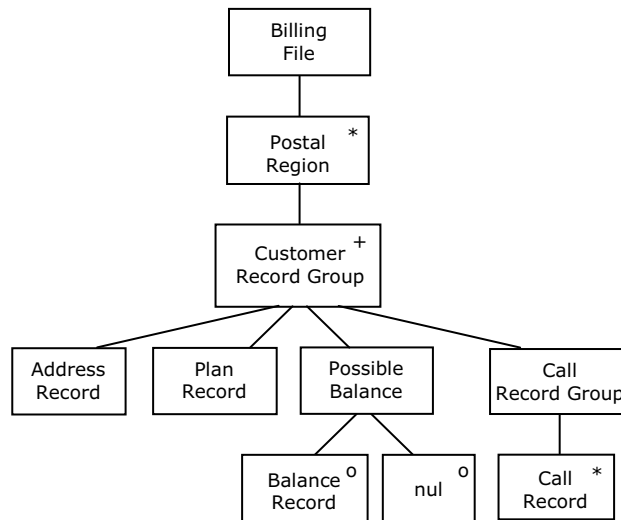 Billing
File
Postal *
Region
Customer +
Record Group
Address
Record
Plan
Record
Possible
Balance
Call
Record Group
Balance o
Record
nul o
Call *
Record